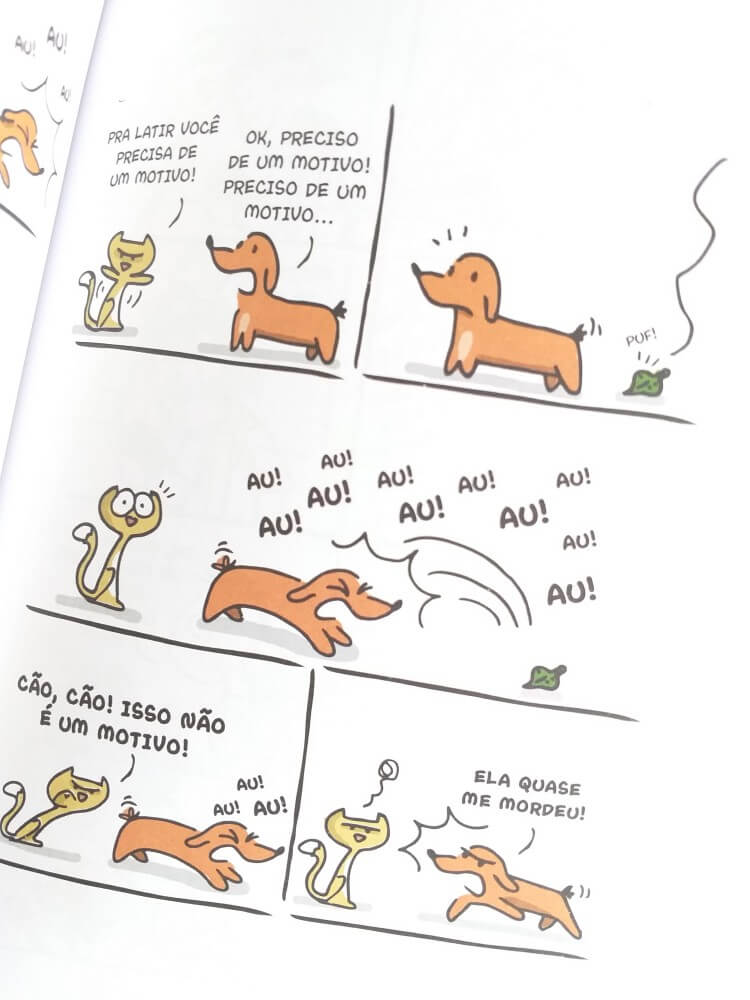 AU!
AU!
AU!
PRA LATIR VOCÊ
PRECISA DE
UM MOTIVO!
OK, PRECISO
DE UM MOTIVO!
PRECISO DE UM
MOTIVO...
PUF!
AU!
AU!
AU!
AU!
AU!
AU!
AU!
AU!
AU!
AU!
AU!
CÃO, CÃO! ISSO NÃO
É UM MOTIVO!
AU!
AU!
AU!
ELA QUASE
ME MORDEU!